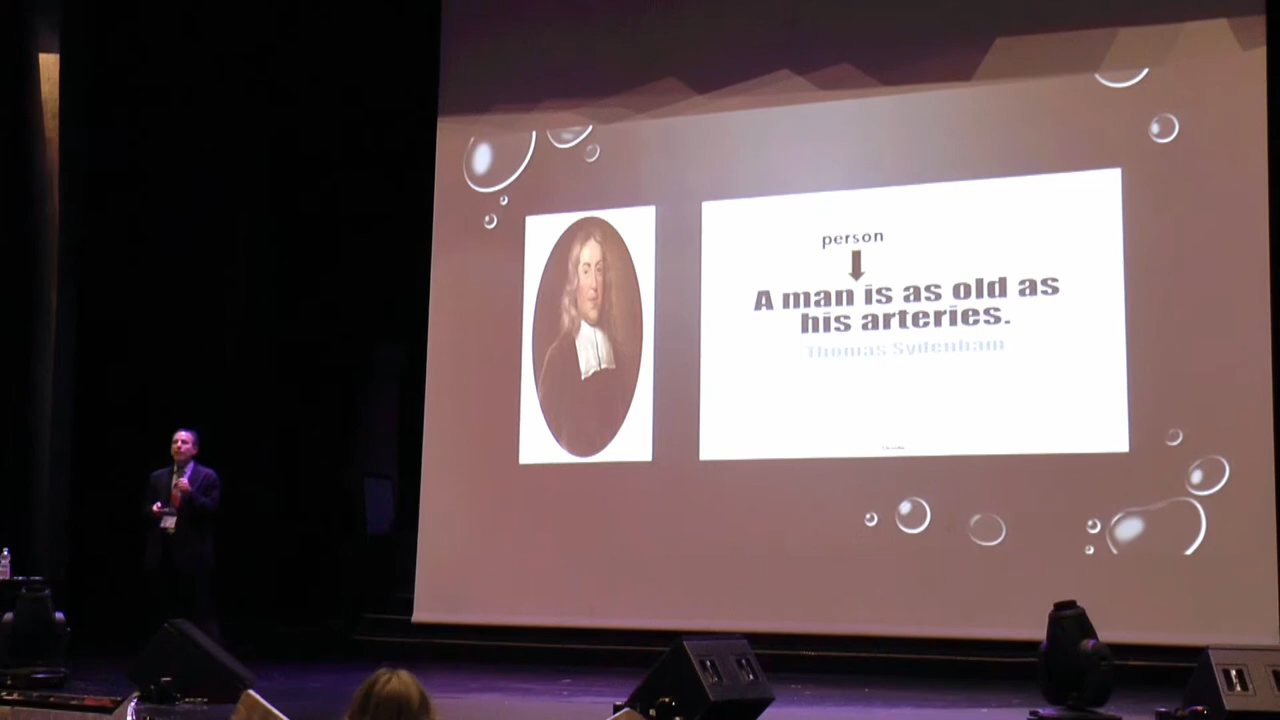 person
A man is as old as
his arteries.
Thomas Sydenham